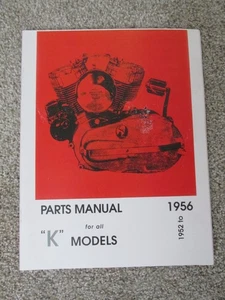 PARTS MANUAL
for all
"K" MODELS
1952 to 1956